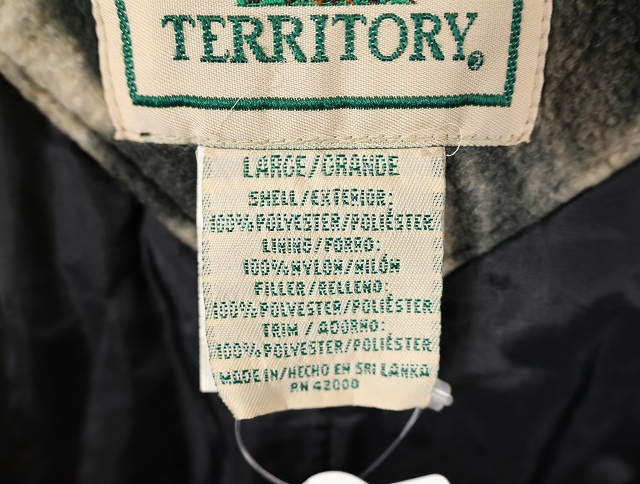 TERRITORY®
LARGE/GRANDE
SHELL/EXTERIOR:
100%POLYESTER/POLIÉSTER
LINING/FORRO:
100%NYLON/NILÓN
FILLER/RELLENO:
100%POLYESTER/POLIÉSTER
TRIM / ADORNO:
100%POLYESTER/POLIÉSTER
MADE IN/HECHO EN SRI LANKA
RN 42000